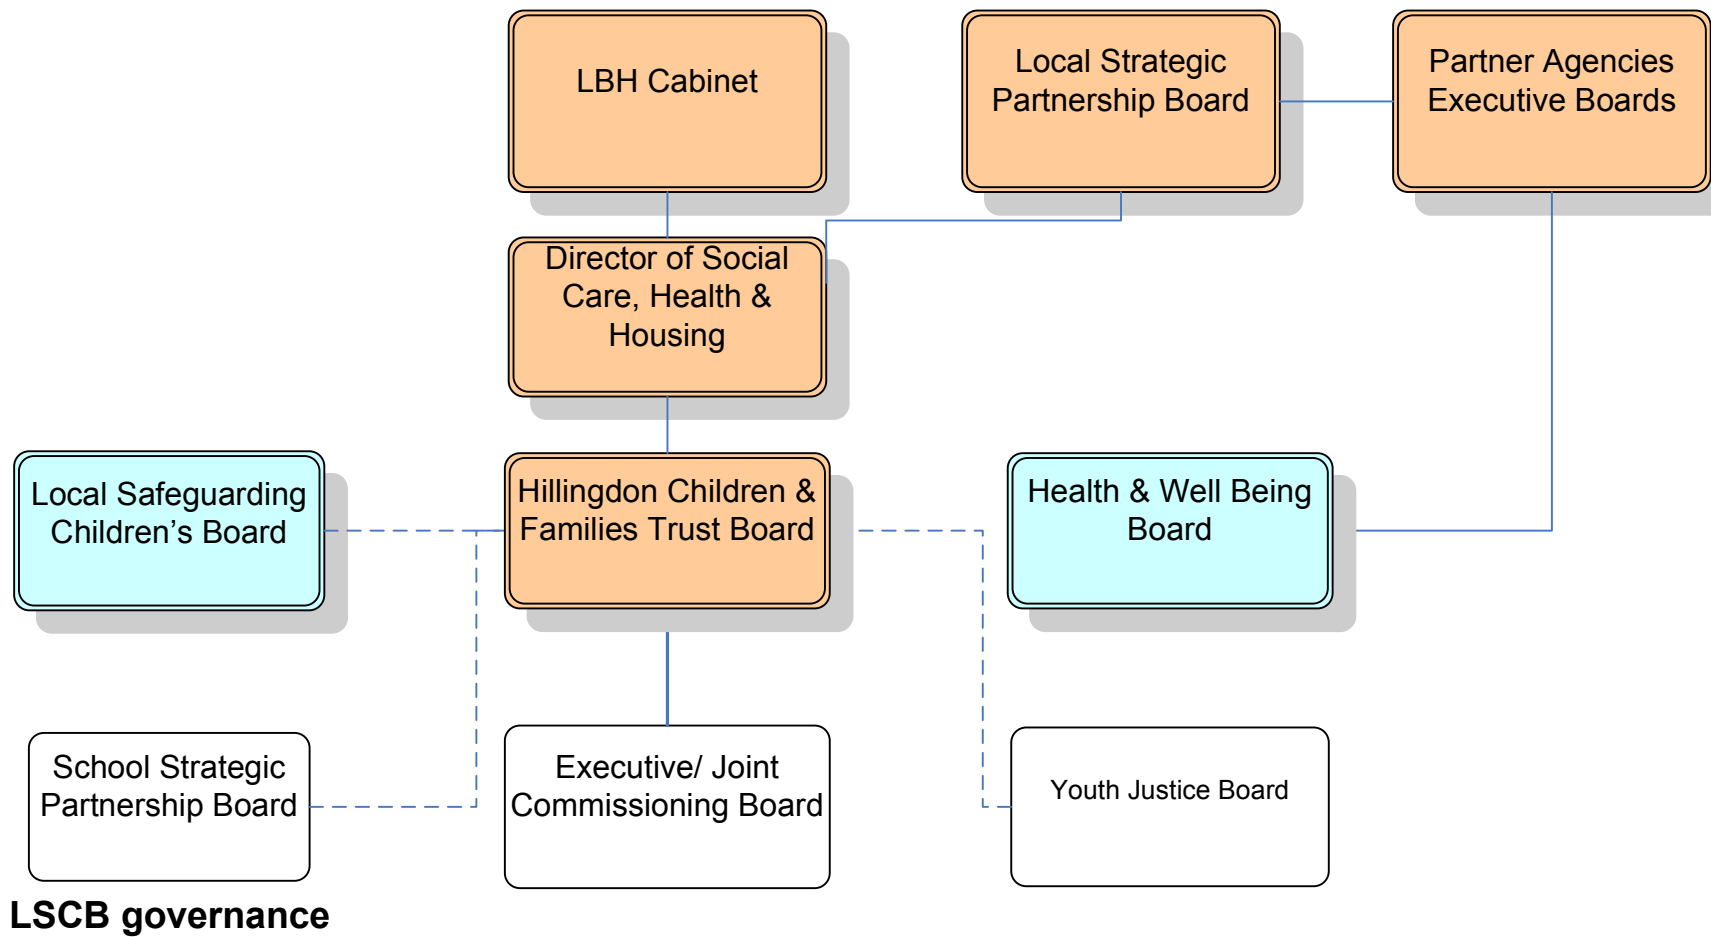 LBH Cabinet
Local Strategic
Partnership Board
Partner Agencies
Executive Boards
Director of Social
Care, Health &
Housing
Local Safeguarding
Children’s Board
Hillingdon Children &
Families Trust Board
Health & Well Being
Board
School Strategic
Partnership Board
Executive/ Joint
Commissioning Board
Youth Justice Board
LSCB governance